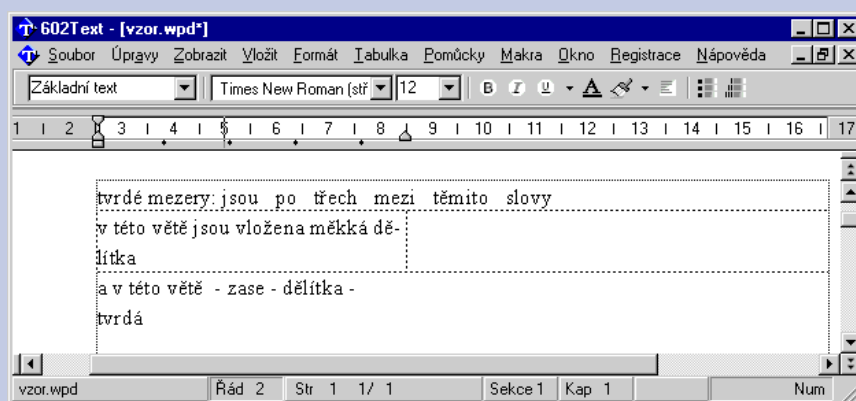 602Text - [vzor.wpd*]
Soubor Úpravy Zobrazit Vložit Formát Tabulka Pomůcky Makra Okno Registrace Nápověda
Základní text Times New Roman (stř 12 B I U A
1 2 3 4 5 6 7 8 9 10 11 12 13 14 15 16 17
tvrdé mezery: jsou po třech mezi těmito slovy
v této větě jsou vložena měkká dě-
lítka
a v této větě - zase - dělítka -
tvrdá
vzor.wpd Řád 2 Str 1 1/ 1 Sekce 1 Kap 1 Num